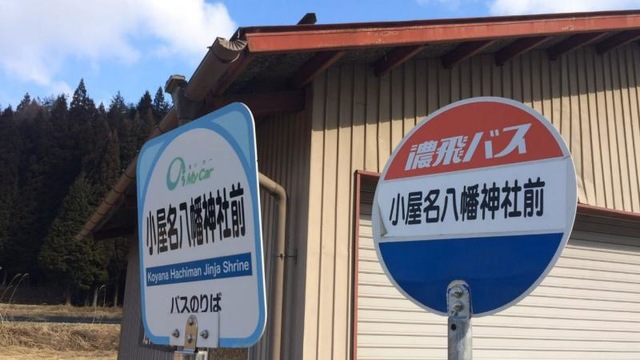 My Car
小屋名八幡神社前
Koyana Hachiman Jinja Shrine
バスのりば
濃飛バス
小屋名八幡神社前